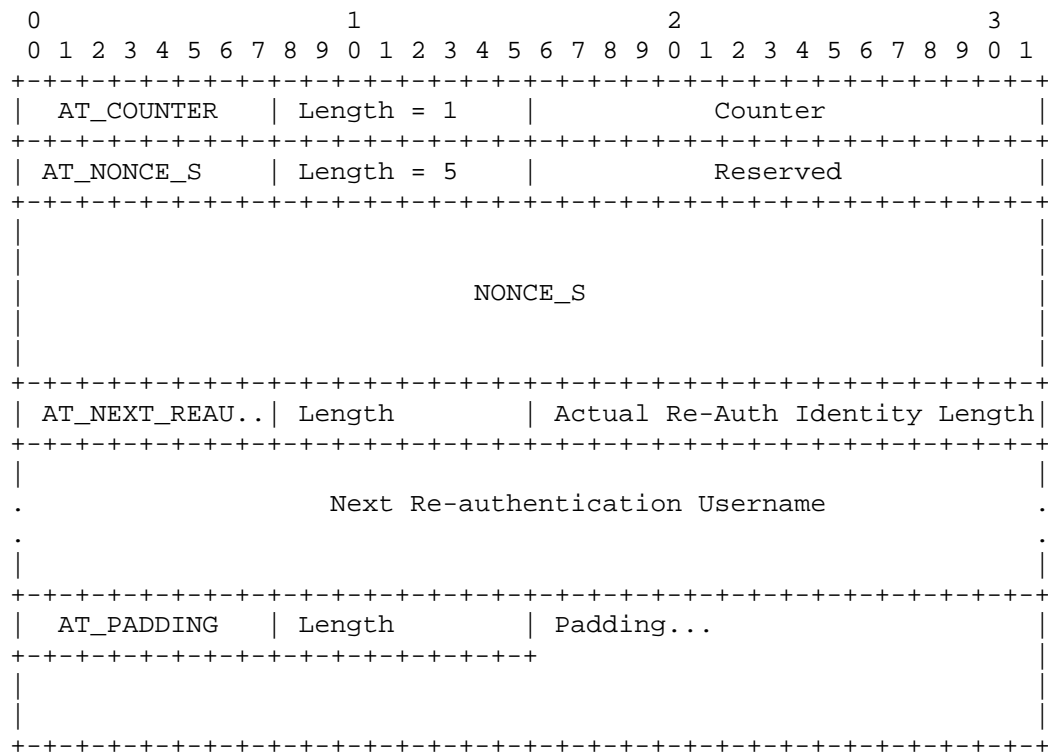 0                   1                   2                   3
 0 1 2 3 4 5 6 7 8 9 0 1 2 3 4 5 6 7 8 9 0 1 2 3 4 5 6 7 8 9 0 1
+-+-+-+-+-+-+-+-+-+-+-+-+-+-+-+-+-+-+-+-+-+-+-+-+-+-+-+-+-+-+-+-+
|  AT_COUNTER   | Length = 1    |           Counter             |
+-+-+-+-+-+-+-+-+-+-+-+-+-+-+-+-+-+-+-+-+-+-+-+-+-+-+-+-+-+-+-+-+
| AT_NONCE_S    | Length = 5    |           Reserved            |
+-+-+-+-+-+-+-+-+-+-+-+-+-+-+-+-+-+-+-+-+-+-+-+-+-+-+-+-+-+-+-+-+
|                                                               |
|                                                               |
|                            NONCE_S                            |
|                                                               |
|                                                               |
+-+-+-+-+-+-+-+-+-+-+-+-+-+-+-+-+-+-+-+-+-+-+-+-+-+-+-+-+-+-+-+-+
| AT_NEXT_REAU..| Length        | Actual Re-Auth Identity Length|
+-+-+-+-+-+-+-+-+-+-+-+-+-+-+-+-+-+-+-+-+-+-+-+-+-+-+-+-+-+-+-+-+
|                                                               |
.                   Next Re-authentication Username             .
.                                                               .
|                                                               |
+-+-+-+-+-+-+-+-+-+-+-+-+-+-+-+-+-+-+-+-+-+-+-+-+-+-+-+-+-+-+-+-+
|  AT_PADDING   | Length        | Padding...                    |
+-+-+-+-+-+-+-+-+-+-+-+-+-+-+-+-+                               |
|                                                               |
|                                                               |
+-+-+-+-+-+-+-+-+-+-+-+-+-+-+-+-+-+-+-+-+-+-+-+-+-+-+-+-+-+-+-+-+